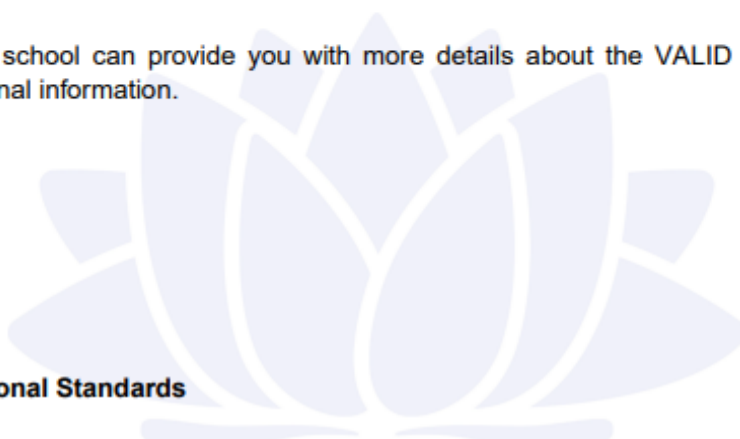 school can provide you with more details about the VALID
nal information.
onal Standards